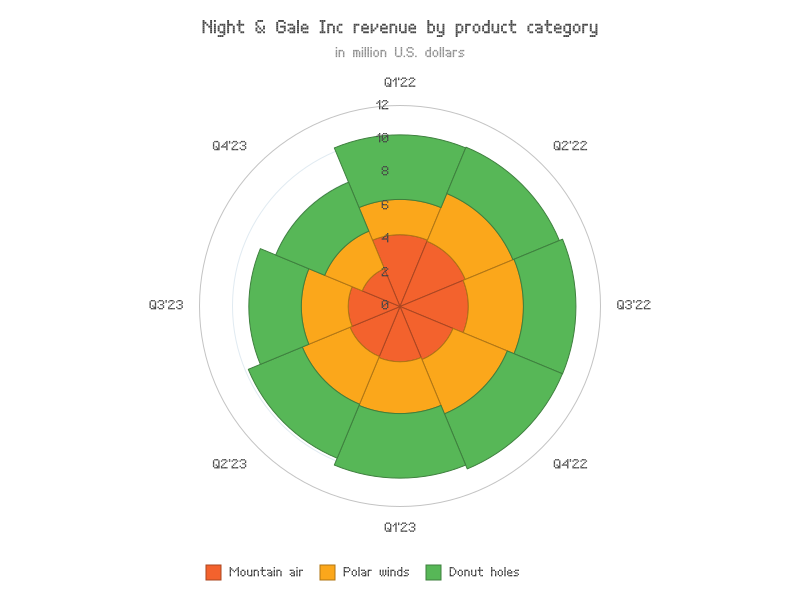 Night & Gale Inc revenue by product category
in million U.S. dollars
Q1'22
12
10
Q4'23
Q2'22
8
6
4
2
0
Q3'23
Q3'22
Q2'23
Q4'22
Q1'23
Mountain air
Polar winds
Donut holes